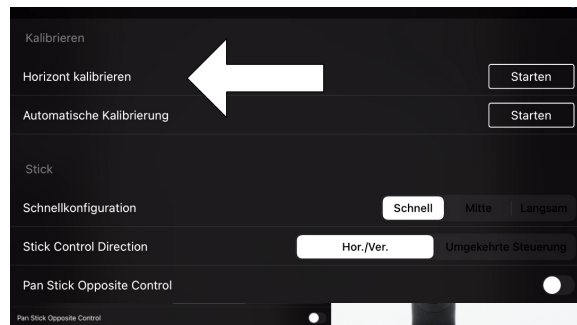 Kalibrieren
Horizont kalibrieren Starten
Automatische Kalibrierung Starten
Stick
Schnellkonfiguration Schnell Mitte Langsam
Stick Control Direction Hor./Ver. Umgekehrte Steuerung
Pan Stick Opposite Control
Pan Stick Opposite Control